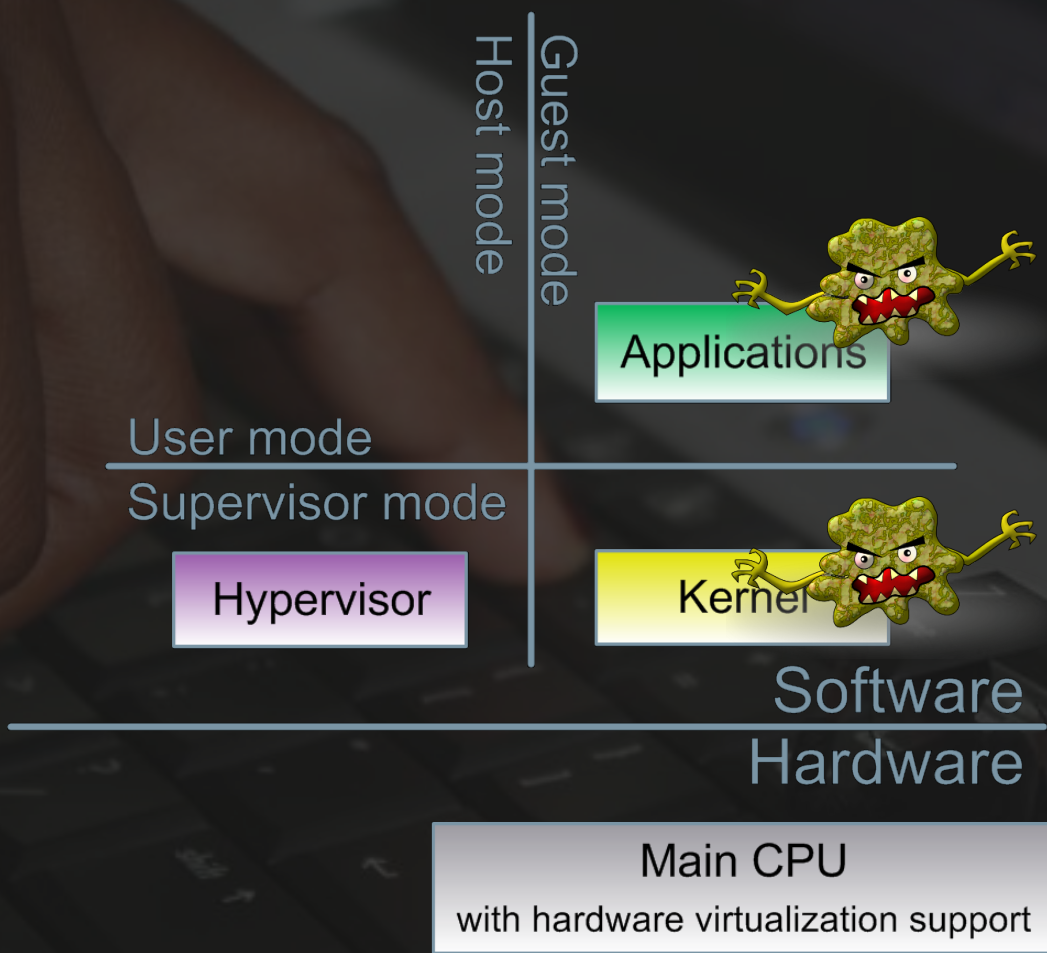 Host mode
Guest mode
Applications
User mode
Supervisor mode
Hypervisor
Kernel
Software
Hardware
Main CPU
with hardware virtualization support